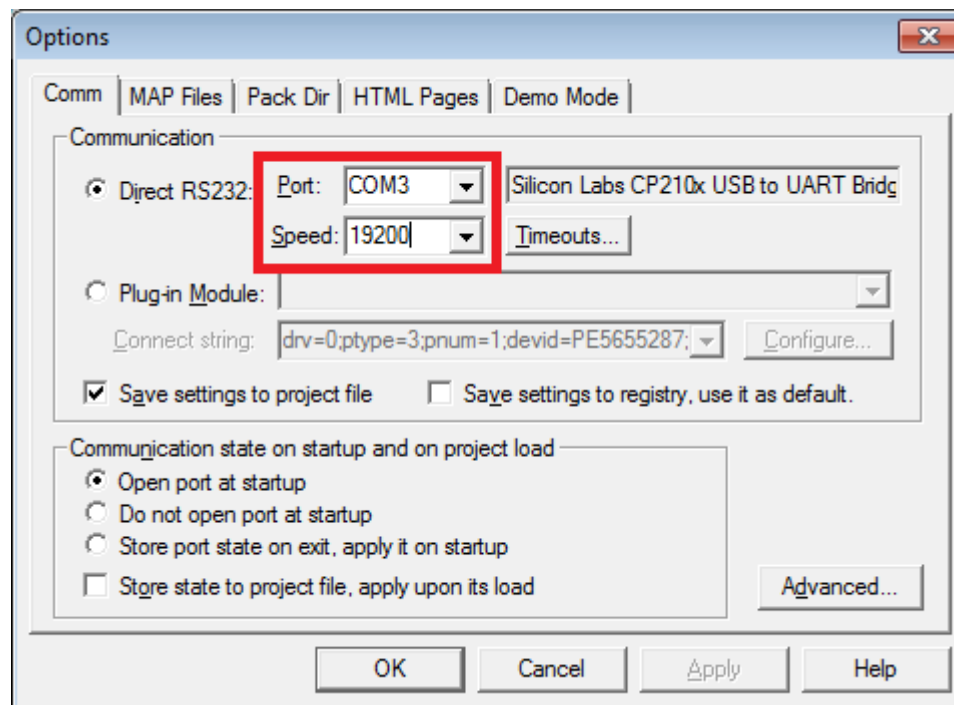 Options
Comm MAP Files Pack Dir HTML Pages Demo Mode
Communication
Direct RS232: Port: COM3 Silicon Labs CP210x USB to UART Bridg
Speed: 19200 Timeouts...
Plug-in Module:
Connect string: drv=0;ptype=3;pnum=1;devid=PE5655287; Configure...
Save settings to project file Save settings to registry, use it as default.
Communication state on startup and on project load
Open port at startup
Do not open port at startup
Store port state on exit, apply it on startup
Store state to project file, apply upon its load Advanced...
OK Cancel Apply Help